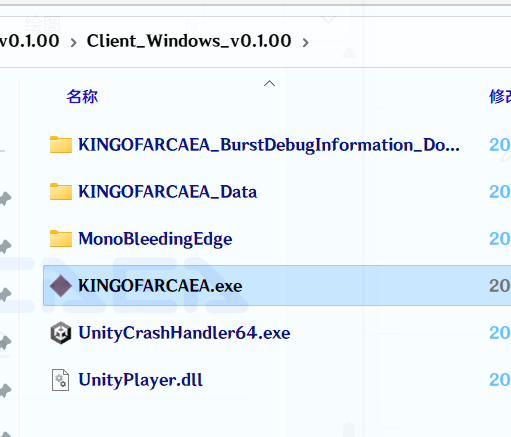 v0.1.00 > Client_Windows_v0.1.00 >
名称
KINGOFARCAEA_BurstDebugInformation_Do...
20
KINGOFARCAEA_Data
20
MonoBleedingEdge
20
KINGOFARCAEA.exe
20
UnityCrashHandler64.exe
20
UnityPlayer.dll
20